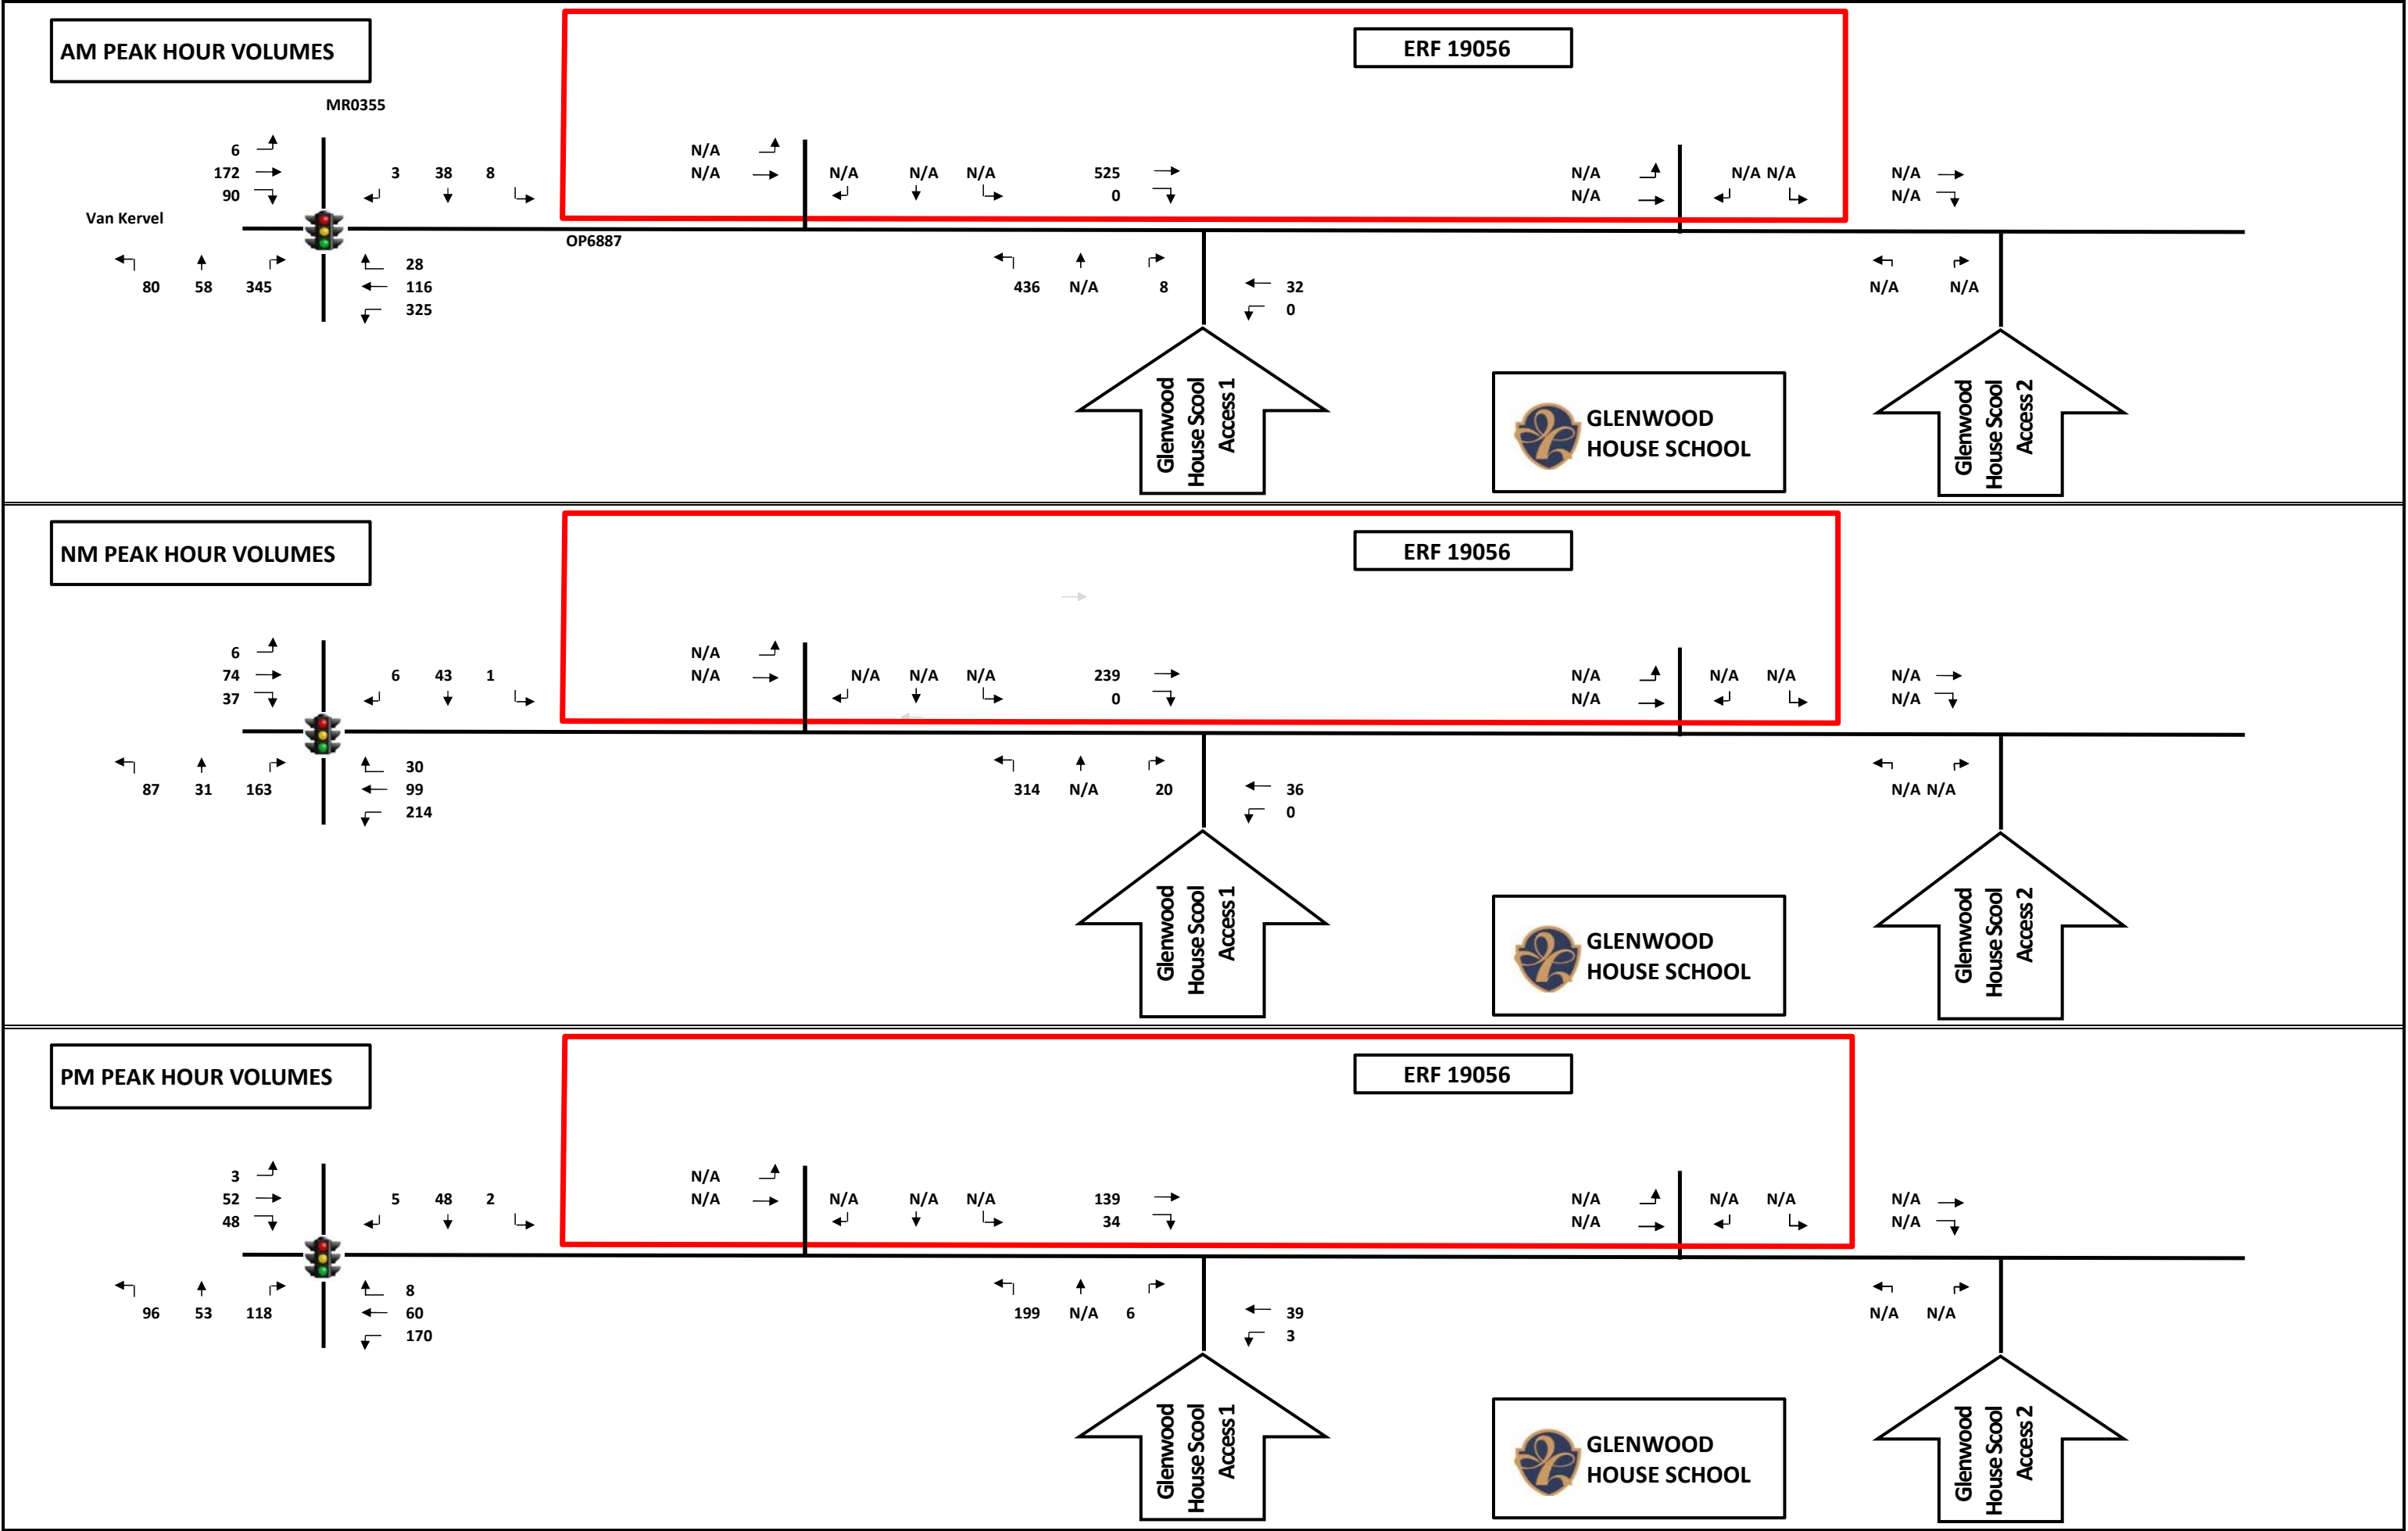 AM PEAK HOUR VOLUMES
ERF 19056
MR0355
6
172
90
3 38 8
N/A
N/A
N/A N/A N/A
525
0
N/A
N/A
N/A N/A
N/A
N/A
Van Kervel
OP6887
80 58 345
28
116
325
436 N/A 8
32
0
N/A N/A
Glenwood
House Scool
Access 1
GLENWOOD
HOUSE SCHOOL
Glenwood
House Scool
Access 2
NM PEAK HOUR VOLUMES
ERF 19056
6
74
37
6 43 1
N/A
N/A
N/A N/A N/A
239
0
N/A
N/A
N/A N/A
N/A
N/A
87 31 163
30
99
214
314 N/A 20
36
0
N/A N/A
Glenwood
House Scool
Access 1
GLENWOOD
HOUSE SCHOOL
Glenwood
House Scool
Access 2
PM PEAK HOUR VOLUMES
ERF 19056
3
52
48
5 48 2
N/A
N/A
N/A N/A N/A
139
34
N/A
N/A
N/A N/A
N/A
N/A
96 53 118
8
60
170
199 N/A 6
39
3
N/A N/A
Glenwood
House Scool
Access 1
GLENWOOD
HOUSE SCHOOL
Glenwood
House Scool
Access 2